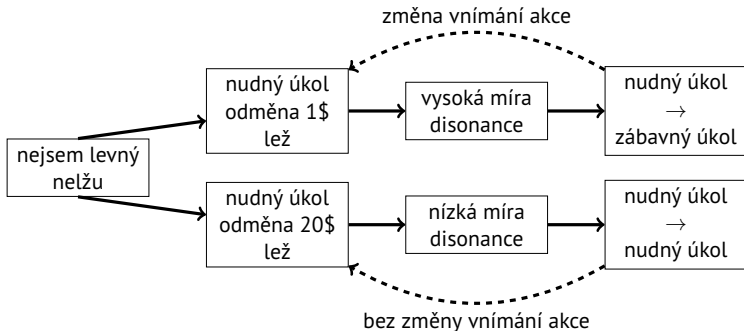 změna vnímání akce
nejsem levný
nelžu
nudný úkol
odměna 1$
lež
vysoká míra
disonance
nudný úkol
→
zábavný úkol
nudný úkol
odměna 20$
lež
nízká míra
disonance
nudný úkol
→
nudný úkol
bez změny vnímání akce